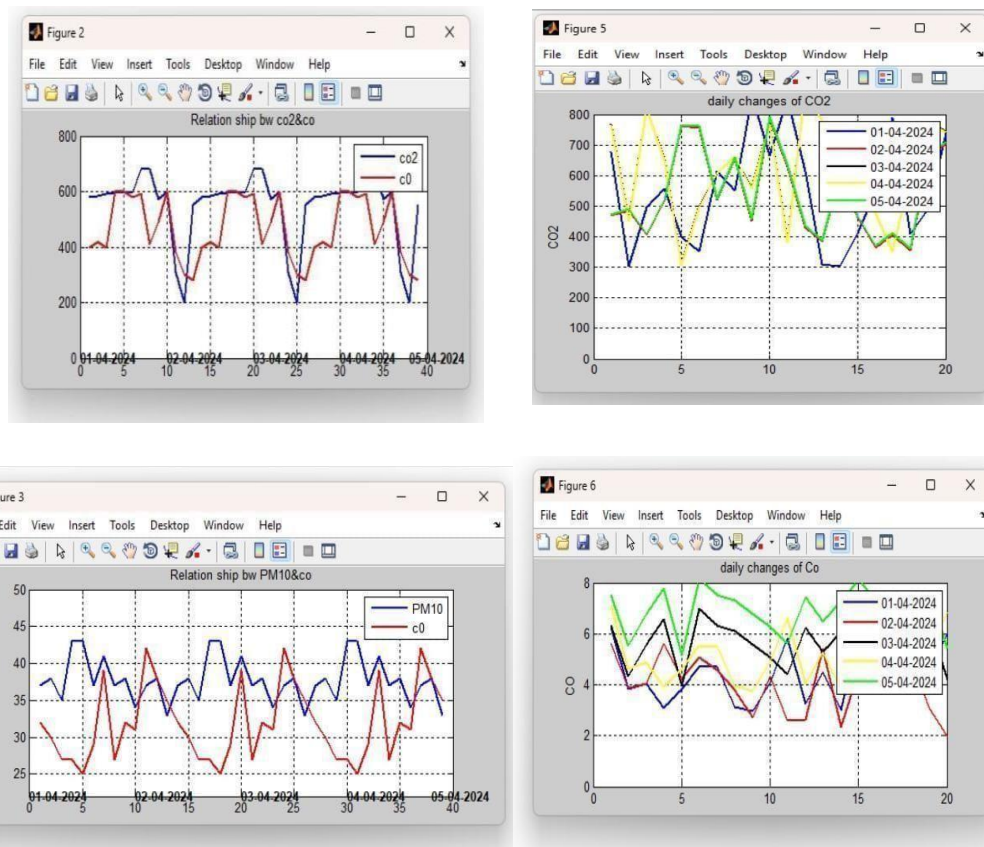 Figure 2
File Edit View Insert Tools Desktop Window Help
Relation ship bw co2&co
800
600
400
200
0
co2
c0
01-04-2024 02-04-2024 03-04-2024 04-04-2024 05-04-2024
0 5 10 15 20 25 30 35 40
Figure 5
File Edit View Insert Tools Desktop Window Help
daily changes of CO2
CO2
800
700
600
500
400
300
200
100
0
01-04-2024
02-04-2024
03-04-2024
04-04-2024
05-04-2024
0 5 10 15 20
ure 3
Edit View Insert Tools Desktop Window Help
Relation ship bw PM10&co
50
45
40
35
30
25
PM10
c0
01-04-2024 02-04-2024 03-04-2024 04-04-2024 05-04-2024
0 5 10 15 20 25 30 35 40
Figure 6
File Edit View Insert Tools Desktop Window Help
daily changes of Co
CO
8
6
4
2
0
01-04-2024
02-04-2024
03-04-2024
04-04-2024
05-04-2024
0 5 10 15 20